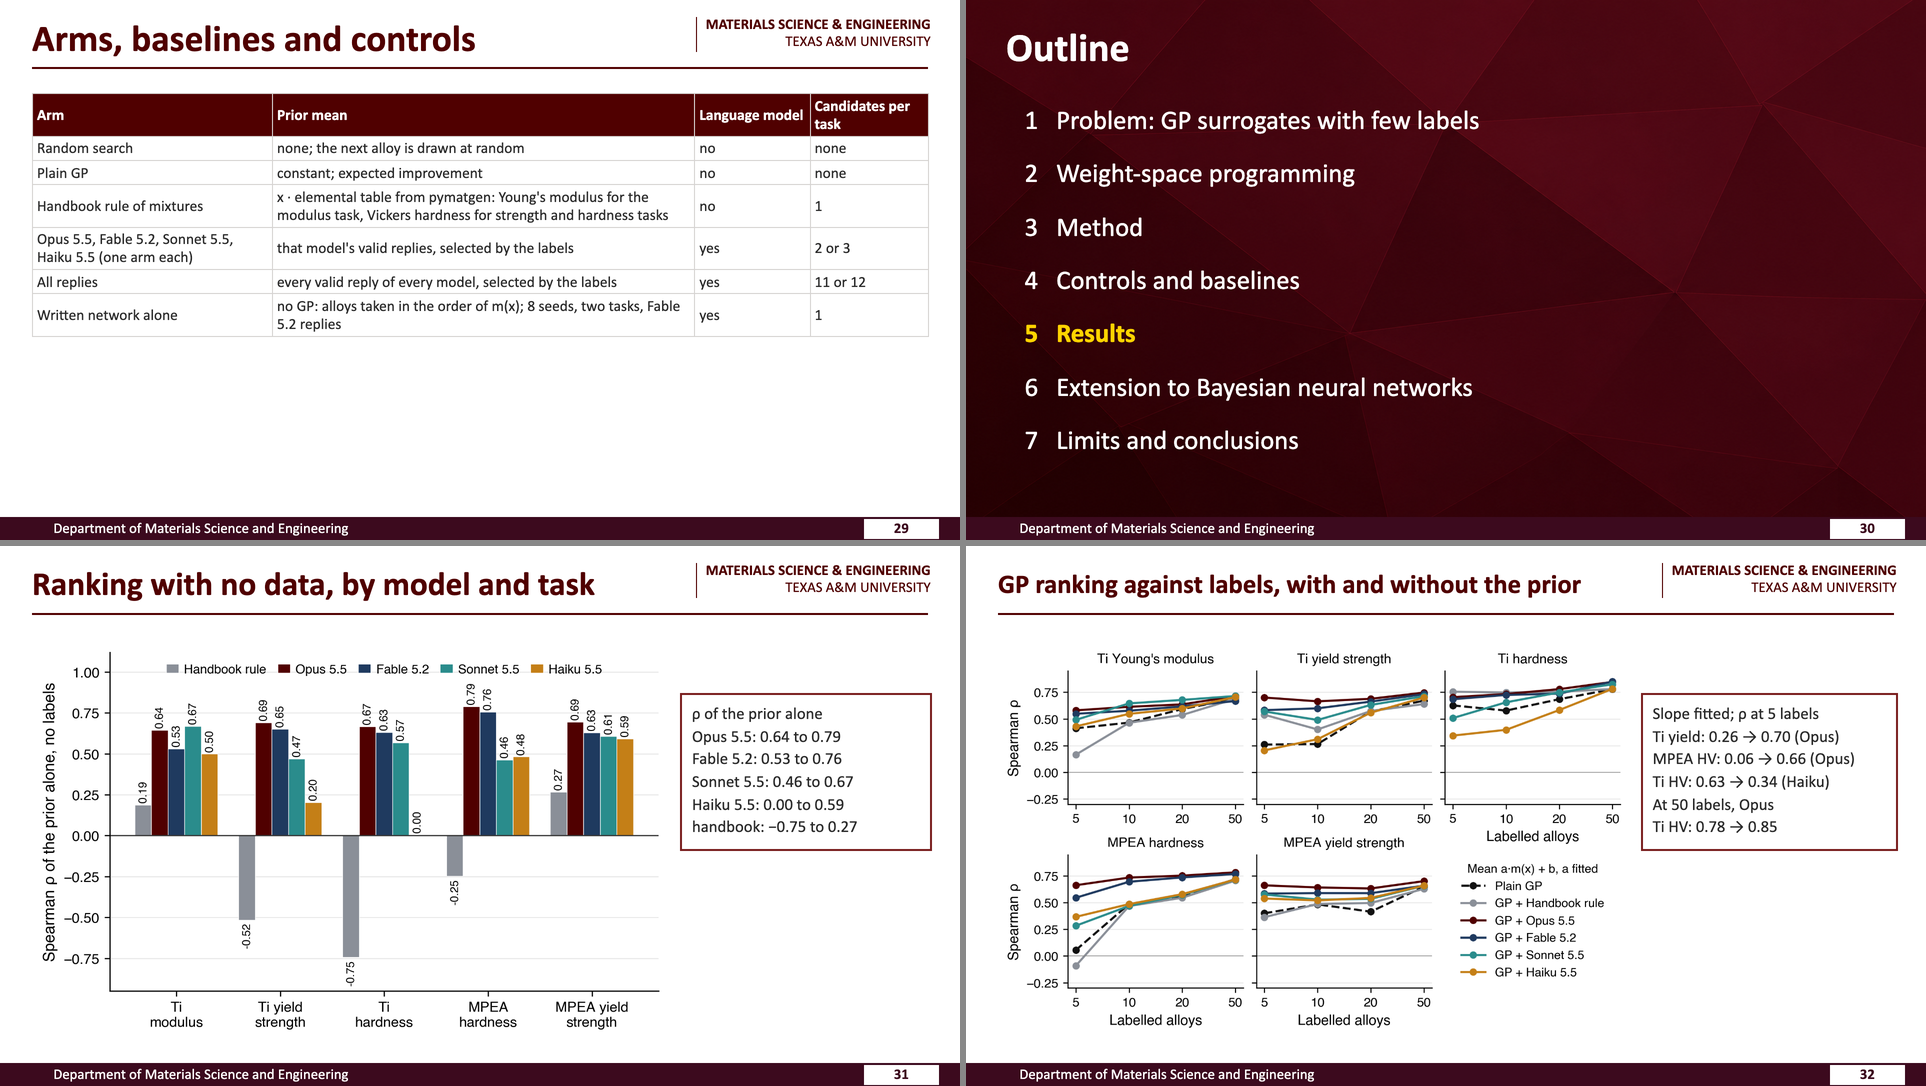 Arms, baselines and controls
MATERIALS SCIENCE & ENGINEERING
TEXAS A&M UNIVERSITY
Arm
Prior mean
Language model
Candidates per
task
Random search
none; the next alloy is drawn at random
no
none
Plain GP
constant; expected improvement
no
none
Handbook rule of mixtures
x · elemental table from pymatgen: Young's modulus for the
modulus task, Vickers hardness for strength and hardness tasks
no
1
Opus 5.5, Fable 5.2, Sonnet 5.5,
Haiku 5.5 (one arm each)
that model's valid replies, selected by the labels
yes
2 or 3
All replies
every valid reply of every model, selected by the labels
yes
11 or 12
Written network alone
no GP: alloys taken in the order of m(x); 8 seeds, two tasks, Fable
5.2 replies
yes
1
Department of Materials Science and Engineering
29
Outline
1 Problem: GP surrogates with few labels
2 Weight-space programming
3 Method
4 Controls and baselines
5 Results
6 Extension to Bayesian neural networks
7 Limits and conclusions
Department of Materials Science and Engineering
30
Ranking with no data, by model and task
MATERIALS SCIENCE & ENGINEERING
TEXAS A&M UNIVERSITY
Spearman ρ of the prior alone, no labels
1.00
0.75
0.50
0.25
0.00
−0.25
−0.50
−0.75
Handbook rule
Opus 5.5
Fable 5.2
Sonnet 5.5
Haiku 5.5
0.19
0.64
0.53
0.67
0.50
-0.52
0.69
0.65
0.47
0.20
-0.75
0.67
0.63
0.57
0.00
-0.25
0.79
0.76
0.46
0.48
0.27
0.69
0.63
0.61
0.59
Ti
modulus
Ti yield
strength
Ti
hardness
MPEA
hardness
MPEA yield
strength
ρ of the prior alone
Opus 5.5: 0.64 to 0.79
Fable 5.2: 0.53 to 0.76
Sonnet 5.5: 0.46 to 0.67
Haiku 5.5: 0.00 to 0.59
handbook: −0.75 to 0.27
Department of Materials Science and Engineering
31
GP ranking against labels, with and without the prior
MATERIALS SCIENCE & ENGINEERING
TEXAS A&M UNIVERSITY
Ti Young's modulus
Ti yield strength
Ti hardness
Spearman ρ
0.75
0.50
0.25
0.00
−0.25
5 10 20 50
5 10 20 50
5 10 20 50
Labelled alloys
MPEA hardness
MPEA yield strength
Spearman ρ
0.75
0.50
0.25
0.00
−0.25
5 10 20 50
5 10 20 50
Labelled alloys
Labelled alloys
Mean a·m(x) + b, a fitted
Plain GP
GP + Handbook rule
GP + Opus 5.5
GP + Fable 5.2
GP + Sonnet 5.5
GP + Haiku 5.5
Slope fitted; ρ at 5 labels
Ti yield: 0.26 → 0.70 (Opus)
MPEA HV: 0.06 → 0.66 (Opus)
Ti HV: 0.63 → 0.34 (Haiku)
At 50 labels, Opus
Ti HV: 0.78 → 0.85
Department of Materials Science and Engineering
32